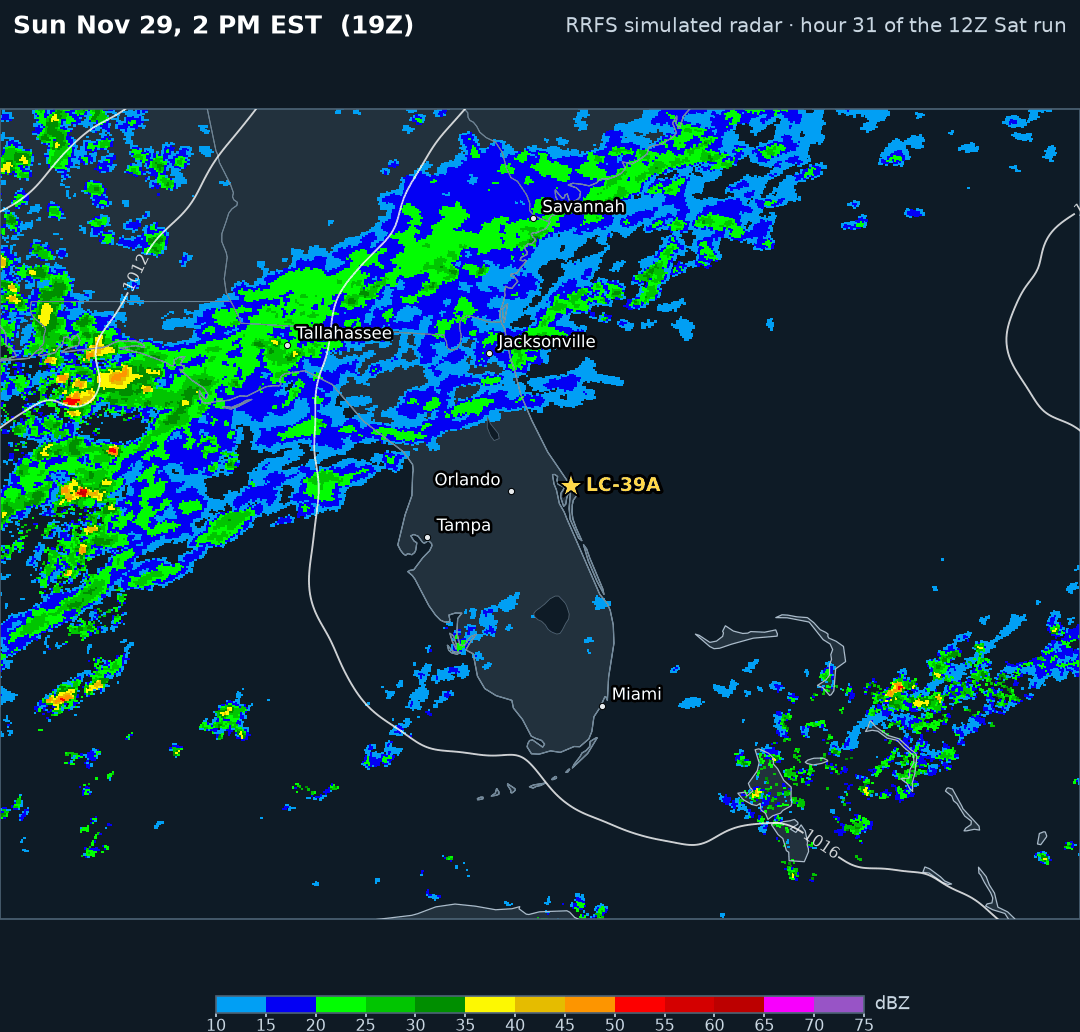 Sun Nov 29, 2 PM EST (19Z)
RRFS simulated radar · hour 31 of the 12Z Sat run
Savannah
1012
Tallahassee
Jacksonville
Orlando
LC-39A
Tampa
Miami
1016
dBZ
10 15 20 25 30 35 40 45 50 55 60 65 70 75